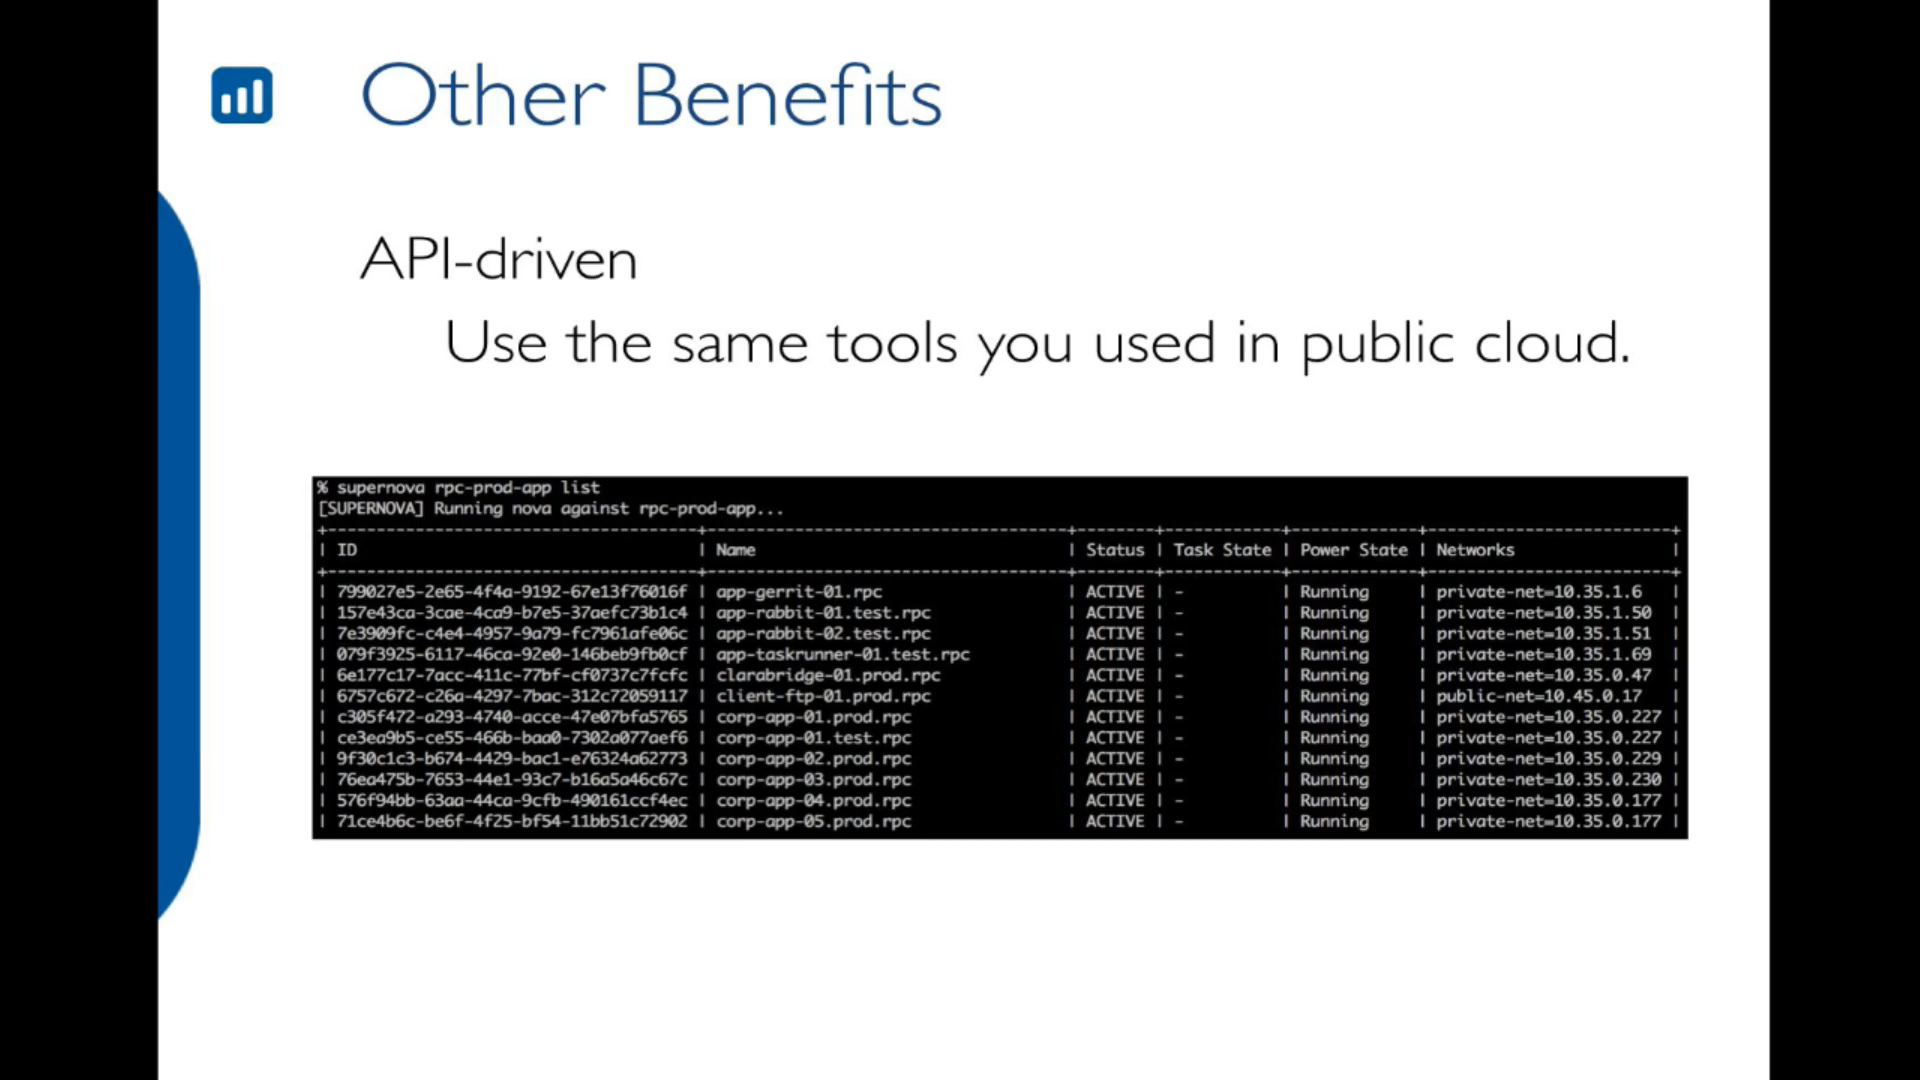 Other Benefits
API-driven
Use the same tools you used in public cloud.
% supernova rpc-prod-app list
[SUPERNOVA] Running nova against rpc-prod-app...
| ID | Name | Status | Task State | Power State | Networks |
| 799027e5-2e65-4f4a-9192-67e13f76016f | app-gerrit-01.rpc | ACTIVE | - | Running | private-net=10.35.1.6 |
| 157e43ca-3cae-4ca9-b7e5-37aefc73b1c4 | app-rabbit-01.test.rpc | ACTIVE | - | Running | private-net=10.35.1.50 |
| 7e3909fc-c4e4-4957-9a79-fc7961afe06c | app-rabbit-02.test.rpc | ACTIVE | - | Running | private-net=10.35.1.51 |
| 079f3925-6117-46ca-92e0-146beb9fb0cf | app-taskrunner-01.test.rpc | ACTIVE | - | Running | private-net=10.35.1.69 |
| 6e177c17-7acc-411c-77bf-cf0737c7fcfc | clarabridge-01.prod.rpc | ACTIVE | - | Running | private-net=10.35.0.47 |
| 6757c672-c26a-4297-7bac-312c72059117 | client-ftp-01.prod.rpc | ACTIVE | - | Running | public-net=10.45.0.17 |
| c305f472-a293-4740-acce-47e07bfa5765 | corp-app-01.prod.rpc | ACTIVE | - | Running | private-net=10.35.0.227 |
| ce3ea9b5-ce55-466b-baa0-7302a077aef6 | corp-app-01.test.rpc | ACTIVE | - | Running | private-net=10.35.0.227 |
| 9f30c1c3-b674-4429-bac1-e76324a62773 | corp-app-02.prod.rpc | ACTIVE | - | Running | private-net=10.35.0.229 |
| 76ea475b-7653-44e1-93c7-b16a5a46c67c | corp-app-03.prod.rpc | ACTIVE | - | Running | private-net=10.35.0.230 |
| 576f94bb-63aa-44ca-9cfb-490161ccf4ec | corp-app-04.prod.rpc | ACTIVE | - | Running | private-net=10.35.0.177 |
| 71ce4b6c-be6f-4f25-bf54-11bb51c72902 | corp-app-05.prod.rpc | ACTIVE | - | Running | private-net=10.35.0.177 |